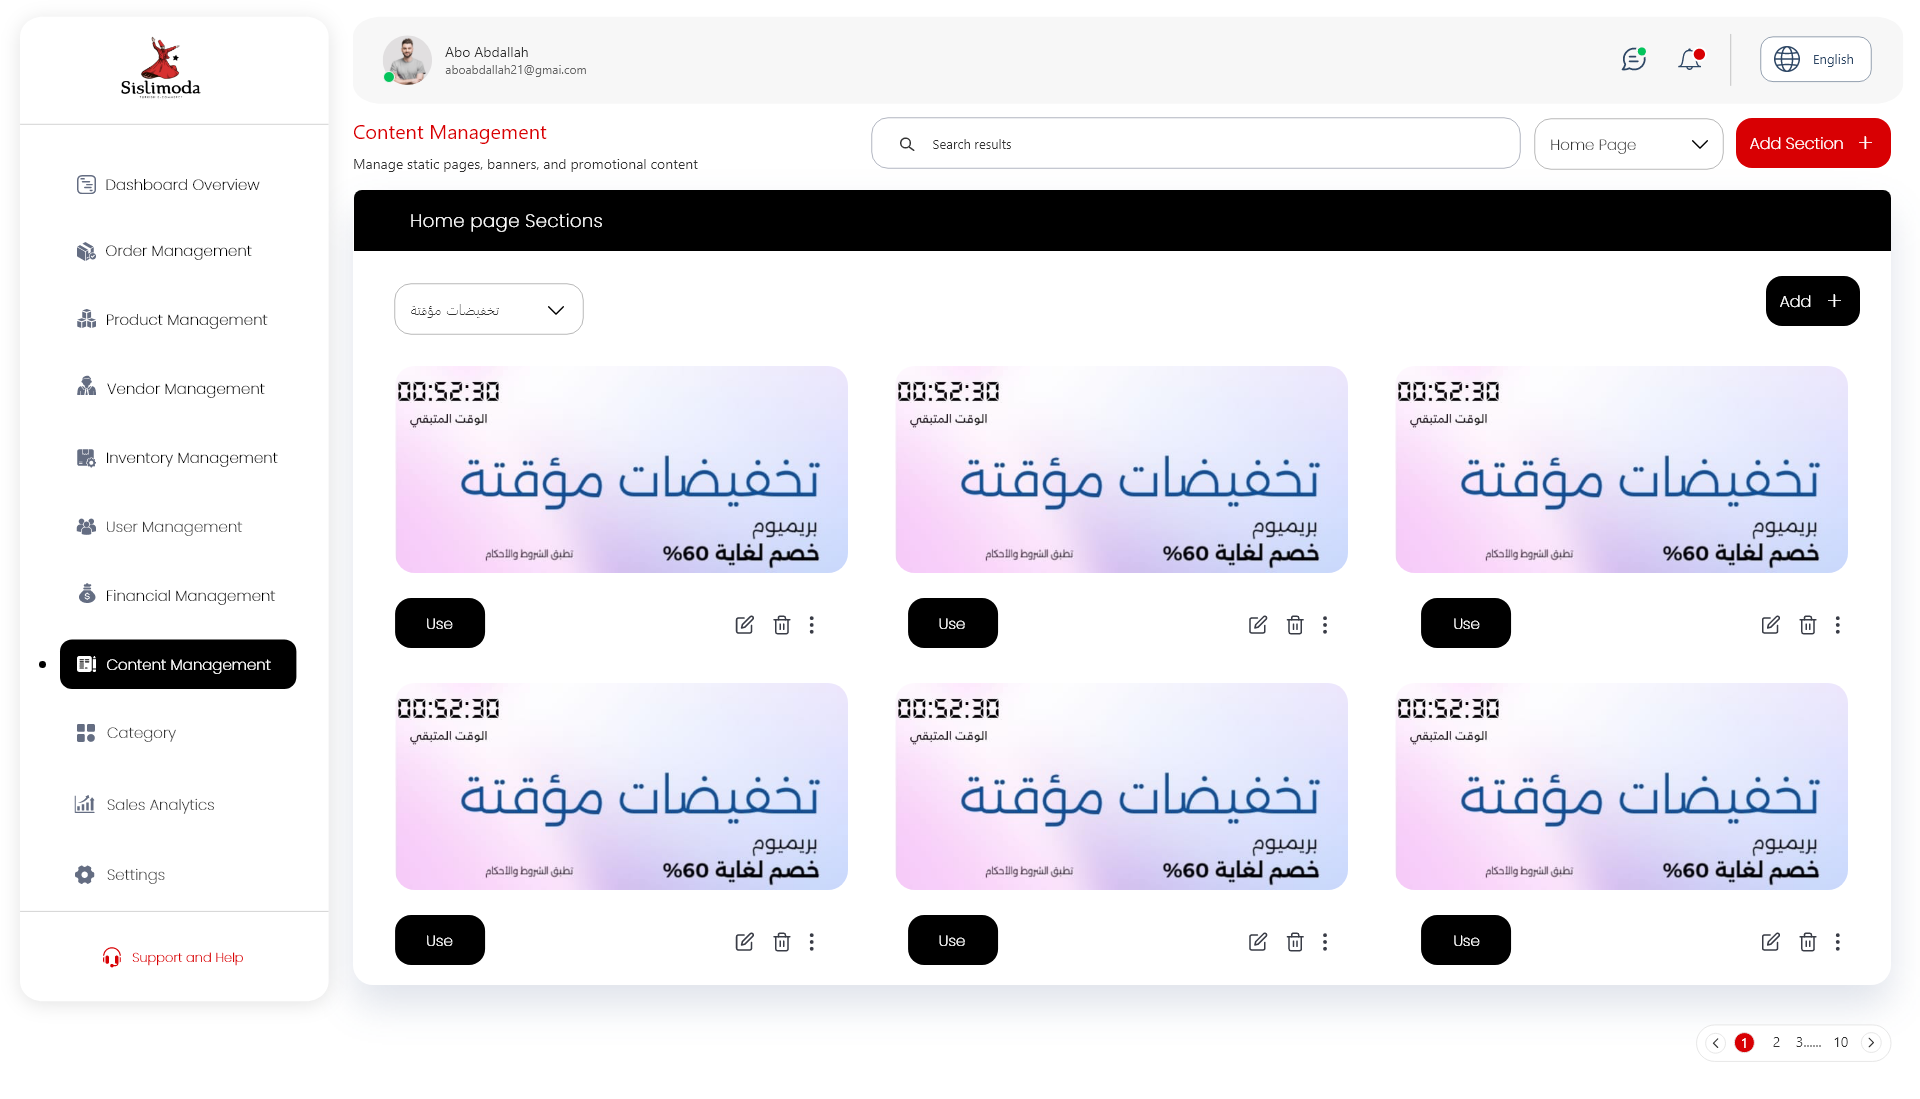 Sislimoda
Dashboard Overview
Order Management
Product Management
Vendor Management
Inventory Management
User Management
Financial Management
Content Management
Category
Sales Analytics
Settings
Support and Help
Abo Abdallah
aboabdallah21@gmai.com
English
Content Management
Manage static pages, banners, and promotional content
Search results
Home Page
Add Section
Home page Sections
تخفيضات مؤقتة
Add
00:52:30
الوقت المتبقي
تخفيضات مؤقتة
بريميوم
خصم لغاية 60%
تطبق الشروط والأحكام
00:52:30
الوقت المتبقي
تخفيضات مؤقتة
بريميوم
خصم لغاية 60%
تطبق الشروط والأحكام
00:52:30
الوقت المتبقي
تخفيضات مؤقتة
بريميوم
خصم لغاية 60%
تطبق الشروط والأحكام
Use
Use
Use
00:52:30
الوقت المتبقي
تخفيضات مؤقتة
بريميوم
خصم لغاية 60%
تطبق الشروط والأحكام
00:52:30
الوقت المتبقي
تخفيضات مؤقتة
بريميوم
خصم لغاية 60%
تطبق الشروط والأحكام
00:52:30
الوقت المتبقي
تخفيضات مؤقتة
بريميوم
خصم لغاية 60%
تطبق الشروط والأحكام
Use
Use
Use
1 2 3...... 10